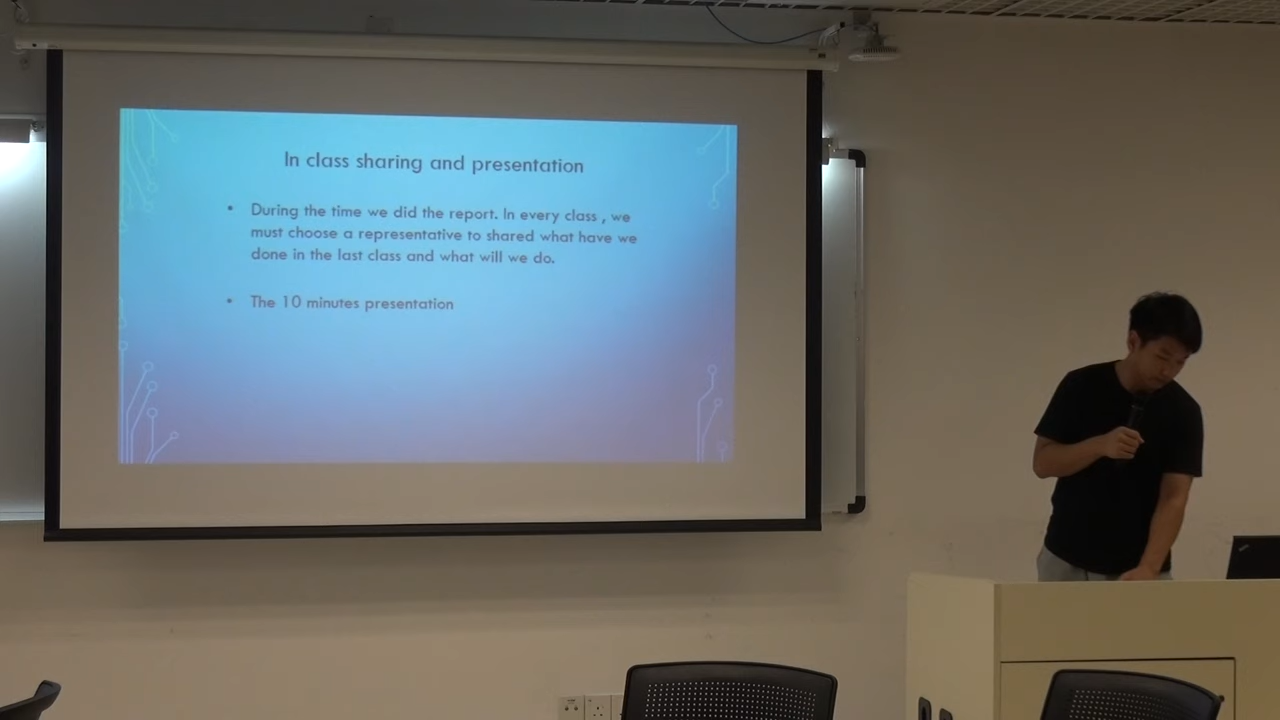 In class sharing and presentation
• During the time we did the report. In every class , we
must choose a representative to shared what have we
done in the last class and what will we do.
• The 10 minutes presentation